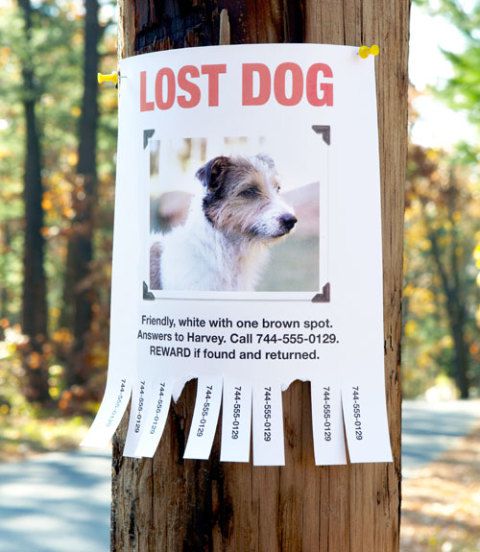 LOST DOG
Friendly, white with one brown spot.
Answers to Harvey. Call 744-555-0129.
REWARD if found and returned.
744-555-0129
744-555-0129
744-555-0129
744-555-0129
744-555-0129
744-555-0129
744-555-0129
744-555-0129